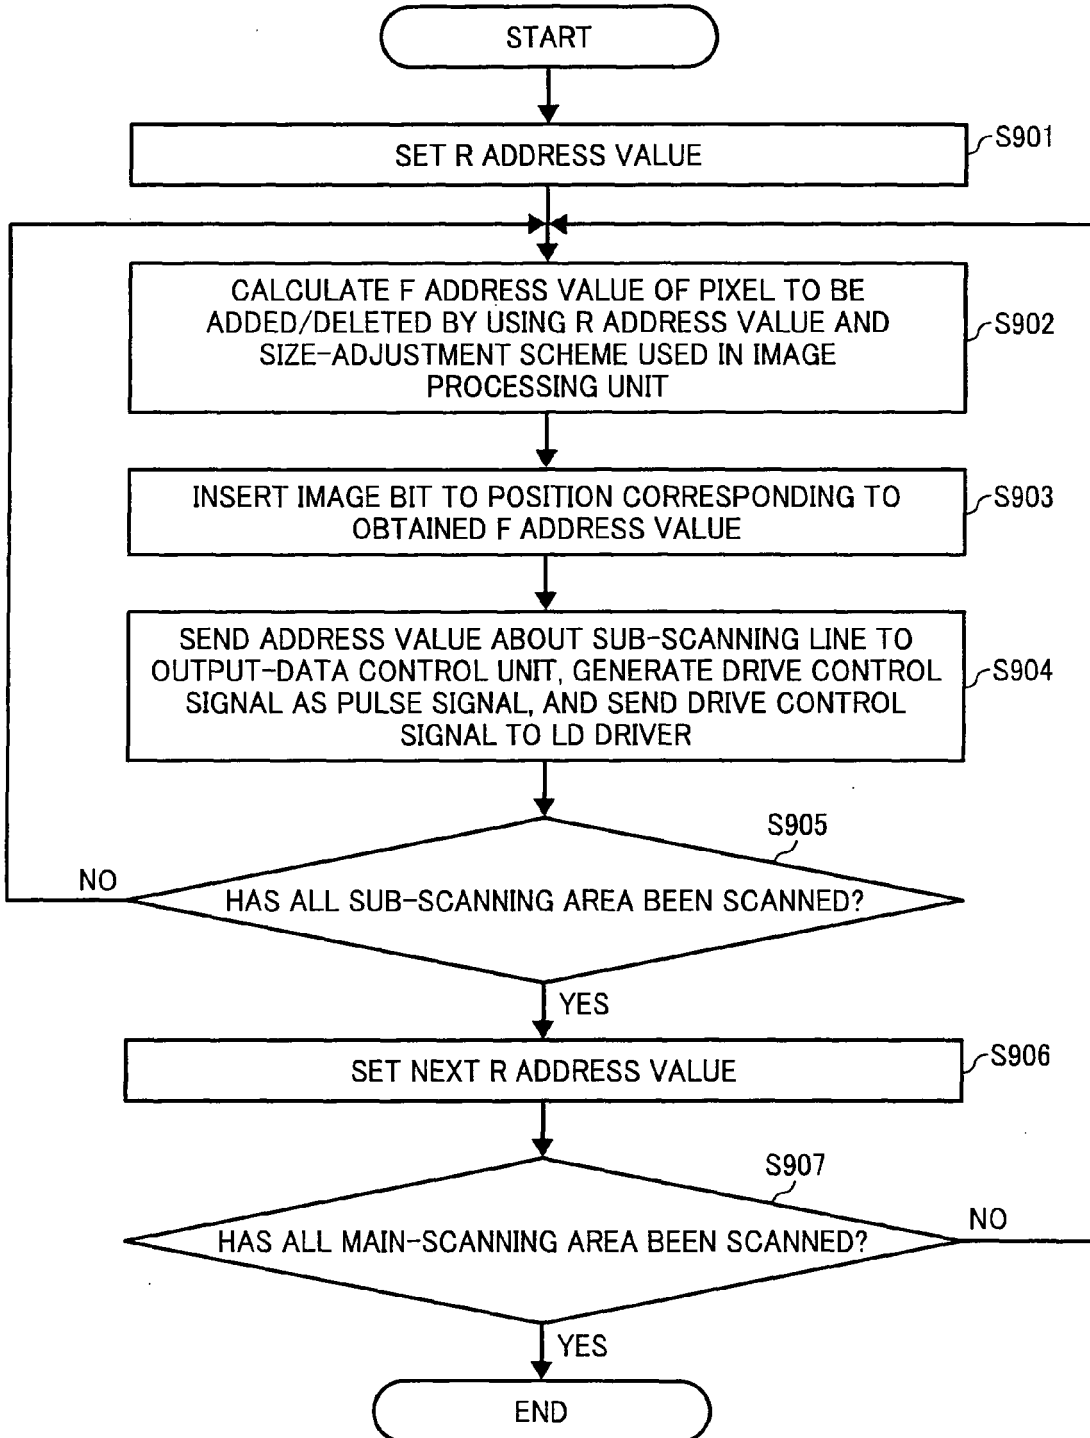 START
SET R ADDRESS VALUE
S901
CALCULATE F ADDRESS VALUE OF PIXEL TO BE
ADDED/DELETED BY USING R ADDRESS VALUE AND
SIZE-ADJUSTMENT SCHEME USED IN IMAGE
PROCESSING UNIT
S902
INSERT IMAGE BIT TO POSITION CORRESPONDING TO
OBTAINED F ADDRESS VALUE
S903
SEND ADDRESS VALUE ABOUT SUB-SCANNING LINE TO
OUTPUT-DATA CONTROL UNIT, GENERATE DRIVE CONTROL
SIGNAL AS PULSE SIGNAL, AND SEND DRIVE CONTROL
SIGNAL TO LD DRIVER
S904
S905
NO
HAS ALL SUB-SCANNING AREA BEEN SCANNED?
YES
SET NEXT R ADDRESS VALUE
S906
S907
HAS ALL MAIN-SCANNING AREA BEEN SCANNED?
NO
YES
END